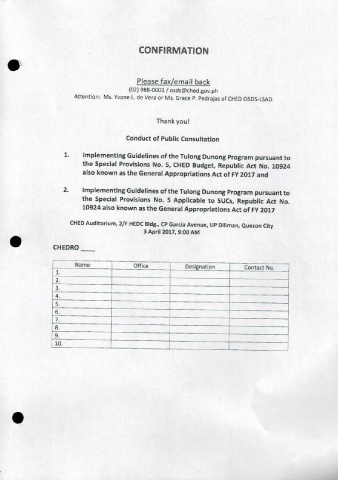 CONFIRMATION
Please fax/email back
(02) 988-0001 / osds@ched.gov.ph
Attention: Ms. Yvone L. de Vera or Ms. Grace P. Pedrajas of CHED OSDS-LSAD
Thank you!
Conduct of Public Consultation
1. Implementing Guidelines of the Tulong Dunong Program pursuant to
the Special Provisions No. 5, CHED Budget, Republic Act No. 10924
also known as the General Appropriations Act of FY 2017 and
2. Implementing Guidelines of the Tulong Dunong Program pursuant to
the Special Provisions No. 5 Applicable to SUCs, Republic Act No.
10924 also known as the General Appropriations Act of FY 2017
CHED Auditorium, 2/F HEDC Bldg., CP Garcia Avenue, UP Diliman, Quezon City
3 April 2017, 9:00 AM
CHEDRO ____
Name Office Designation Contact No.
1.
2.
3.
4.
5.
6.
7.
8.
9.
10.